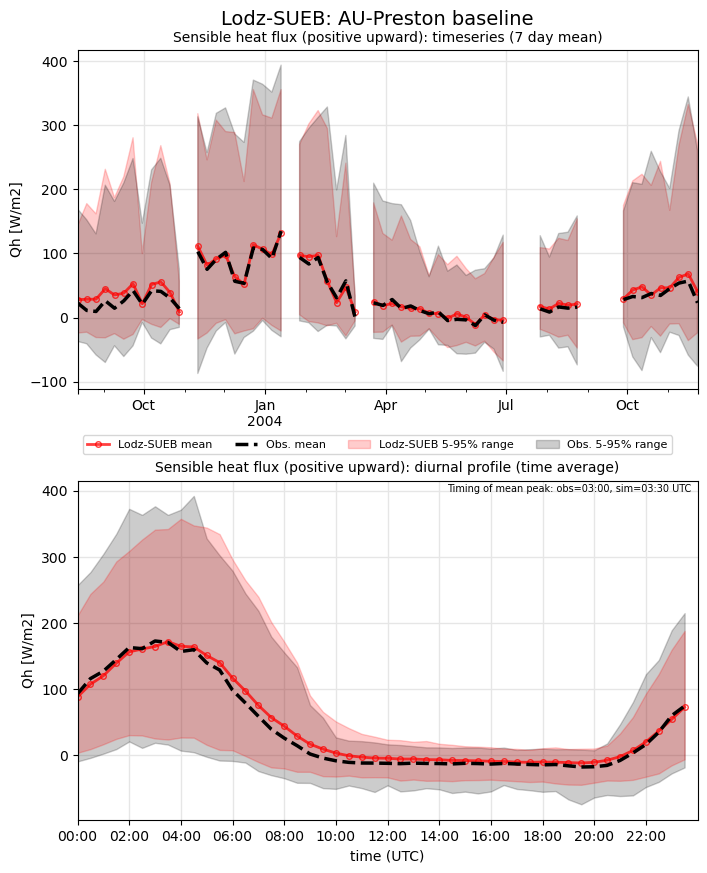 Lodz-SUEB: AU-Preston baseline
Sensible heat flux (positive upward): timeseries (7 day mean)
400
300
200
100
0
−100
Qh [W/m2]
Oct
Jan
2004
Apr
Jul
Oct
Lodz-SUEB mean
Obs. mean
Lodz-SUEB 5-95% range
Obs. 5-95% range
Sensible heat flux (positive upward): diurnal profile (time average)
Timing of mean peak: obs=03:00, sim=03:30 UTC
400
300
200
100
0
Qh [W/m2]
00:00
02:00
04:00
06:00
08:00
10:00
12:00
14:00
16:00
18:00
20:00
22:00
time (UTC)